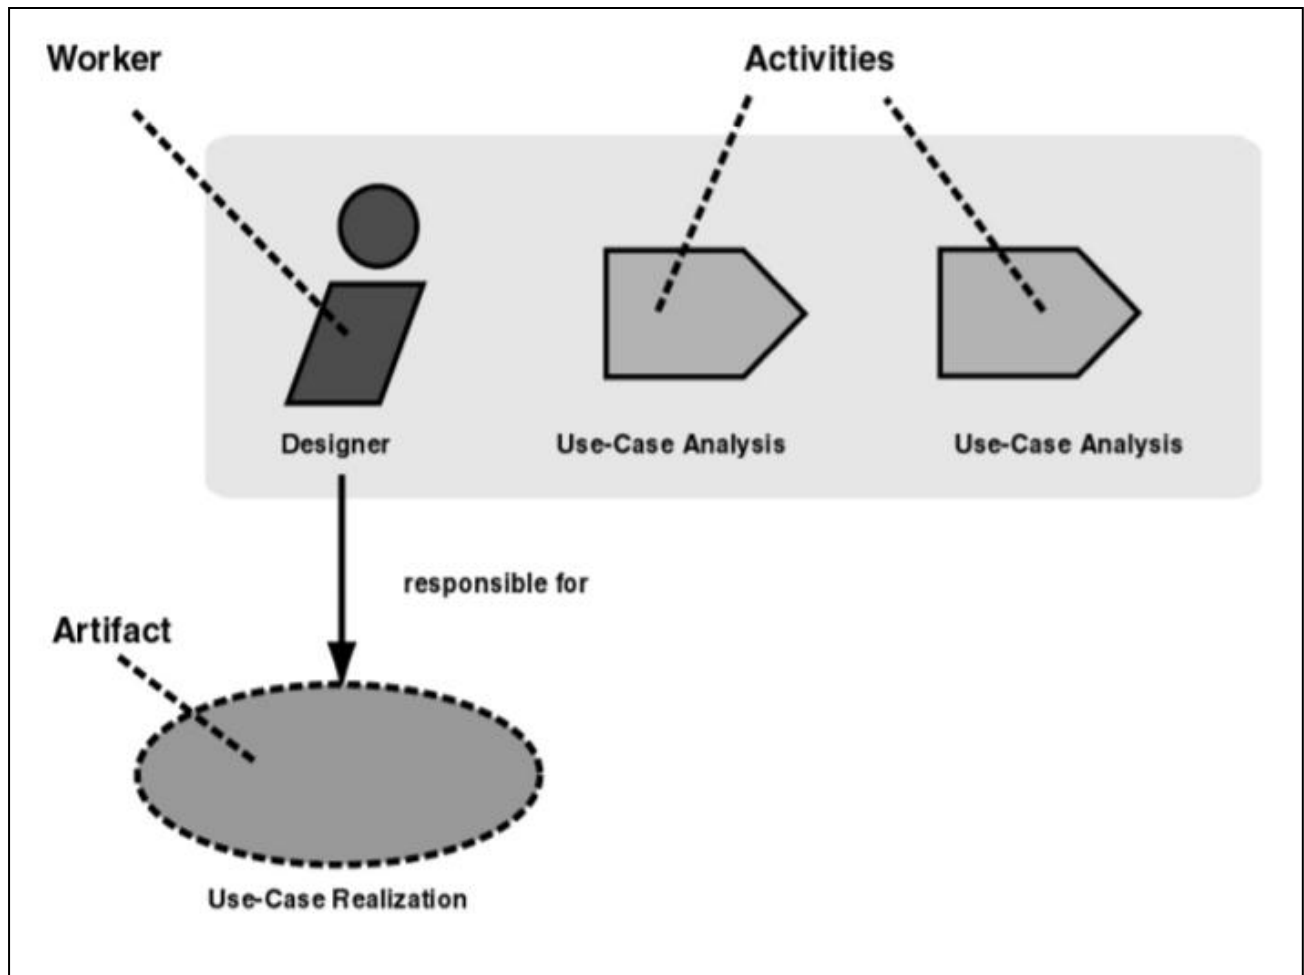 Worker
Activities
Designer
Use-Case Analysis
Use-Case Analysis
responsible for
Artifact
Use-Case Realization